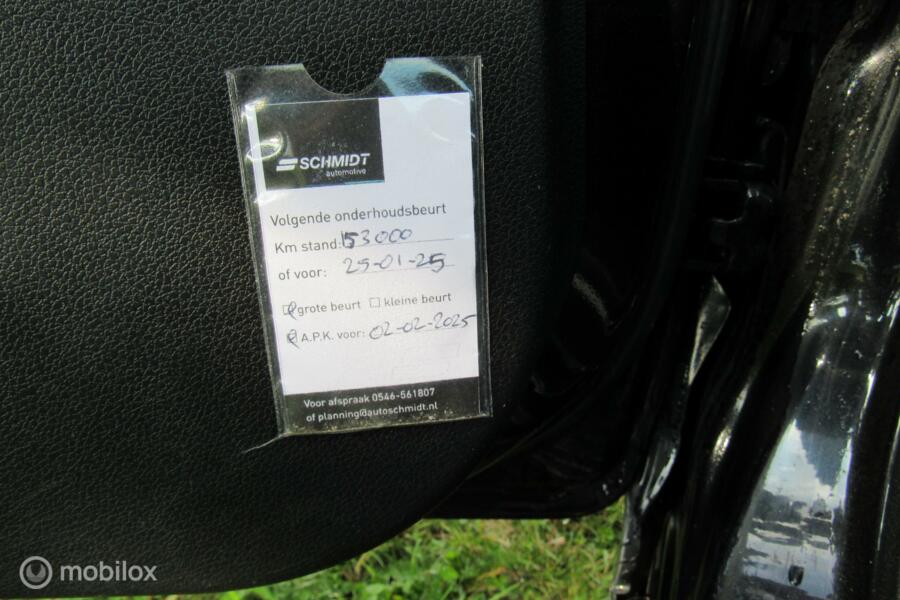 SCHMIDT
automotive
Volgende onderhoudsbeurt
Km stand: 53000
of voor: 25-01-25
grote beurt kleine beurt
A.P.K. voor: 02-02-2025
Voor afspraak 0546-561807
of planning@autoschmidt.nl
mobilox